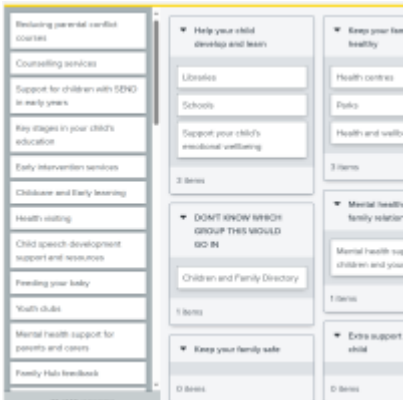 Reducing parental conflict
courses
Counselling services
Support for children with SEND
in early years
Key stages in your child's
education
Early intervention services
Childcare and Early learning
Health visiting
Child speech development
support and resources
Feeding your baby
Youth clubs
Mental health support for
parents and carers
Family Hub feedback
Help your child
develop and learn
Libraries
Schools
Support your child's
emotional wellbeing
3 items
DON'T KNOW WHICH
GROUP THIS WOULD
GO IN
Children and Family Directory
1 items
Keep your family safe
0 items
Keep your fam
healthy
Health centres
Parks
Health and wellb
3 items
Mental health
family relation
Mental health sup
children and your
1 items
Extra support
child
0 items